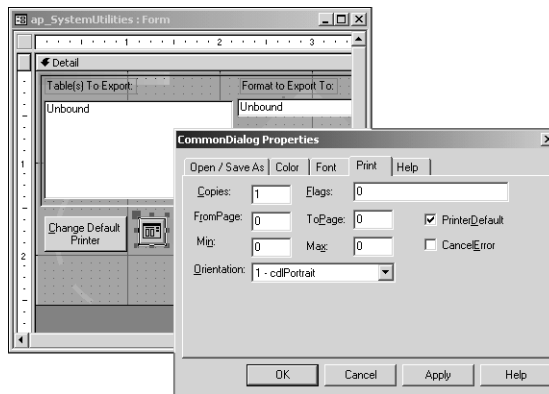 ap_SystemUtilities : Form
1 2 3
Detail
Table(s) To Export: Format to Export To:
Unbound Unbound
1
2
Change Default
Printer
CommonDialog Properties
Open / Save As Color Font Print Help
Copies: 1 Flags: 0
FromPage: 0 ToPage: 0 PrinterDefault
Min: 0 Max: 0 CancelError
Orientation: 1 - cdlPortrait
OK Cancel Apply Help